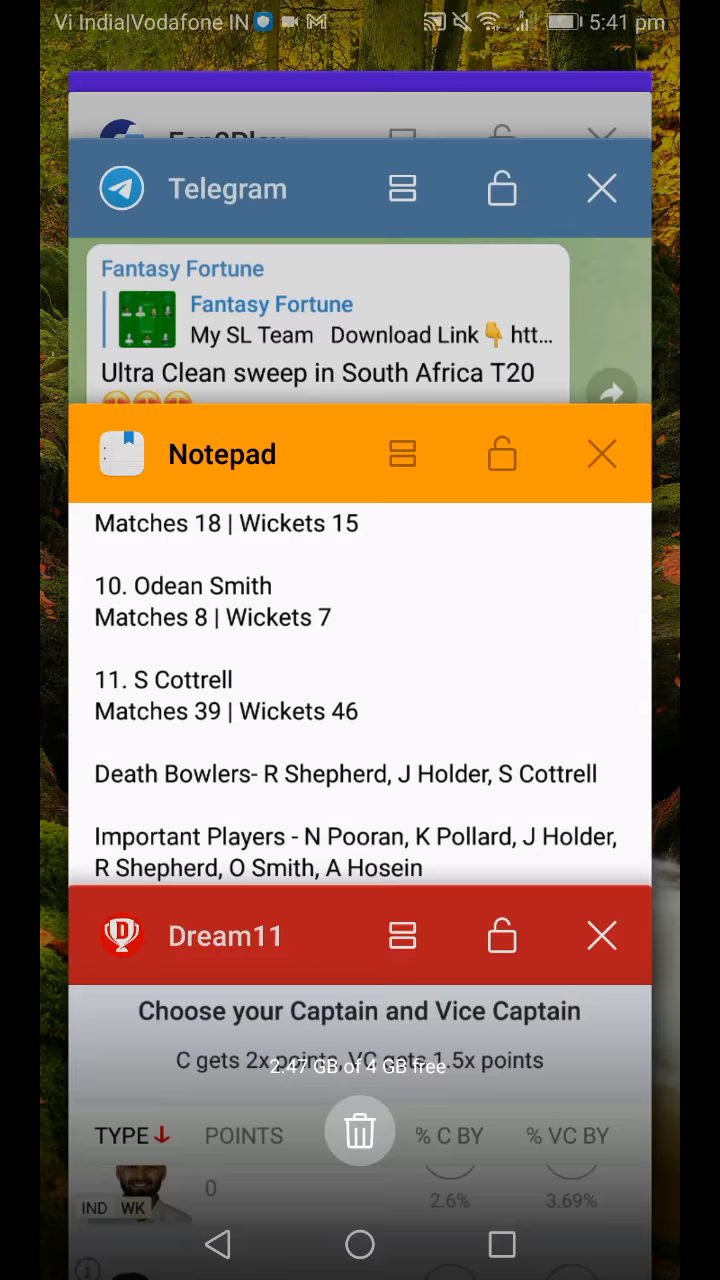 Vi India|Vodafone IN 5:41 pm
Fan2Play
Telegram
Fantasy Fortune
Fantasy Fortune
My SL Team Download Link👇 htt...
Ultra Clean sweep in South Africa T20
Notepad
Matches 18 | Wickets 15
10. Odean Smith
Matches 8 | Wickets 7
11. S Cottrell
Matches 39 | Wickets 46
Death Bowlers- R Shepherd, J Holder, S Cottrell
Important Players - N Pooran, K Pollard, J Holder,
R Shepherd, O Smith, A Hosein
Dream11
Choose your Captain and Vice Captain
C gets 2x points, VC gets 1.5x points
2.47 GB of 4 GB free
TYPE POINTS % C BY % VC BY
0
2.6% 3.69%
IND WK